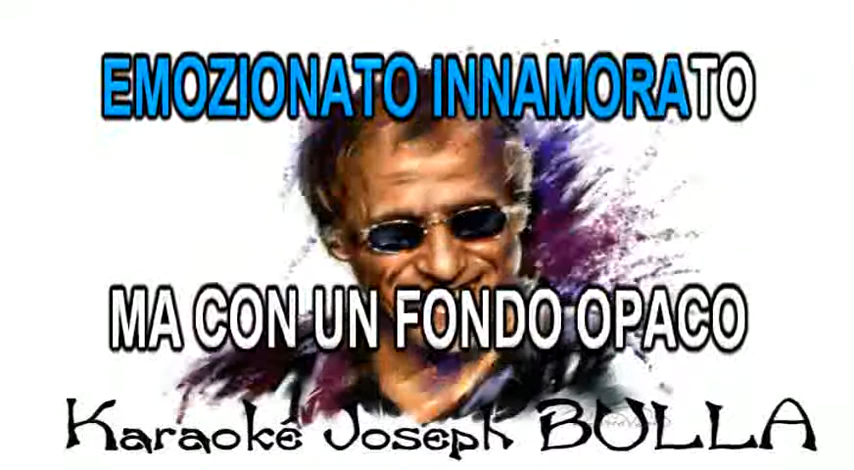 EMOZIONATO INNAMORATO
MA CON UN FONDO OPACO
Karaoké Joseph BULLA